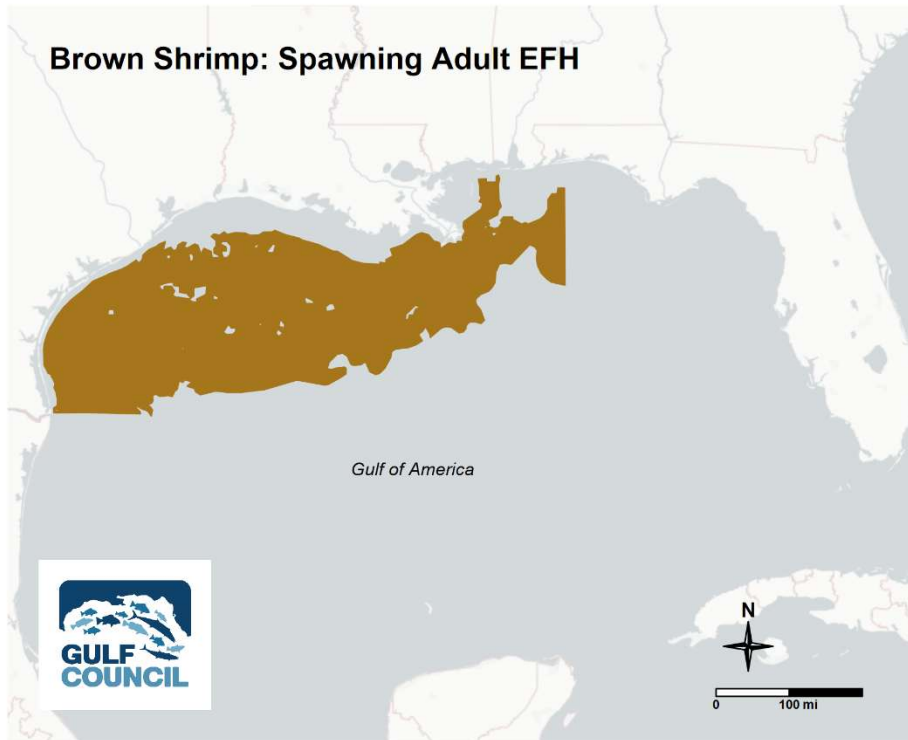 Brown Shrimp: Spawning Adult EFH
Gulf of America
GULF
COUNCIL
N
0 100 mi